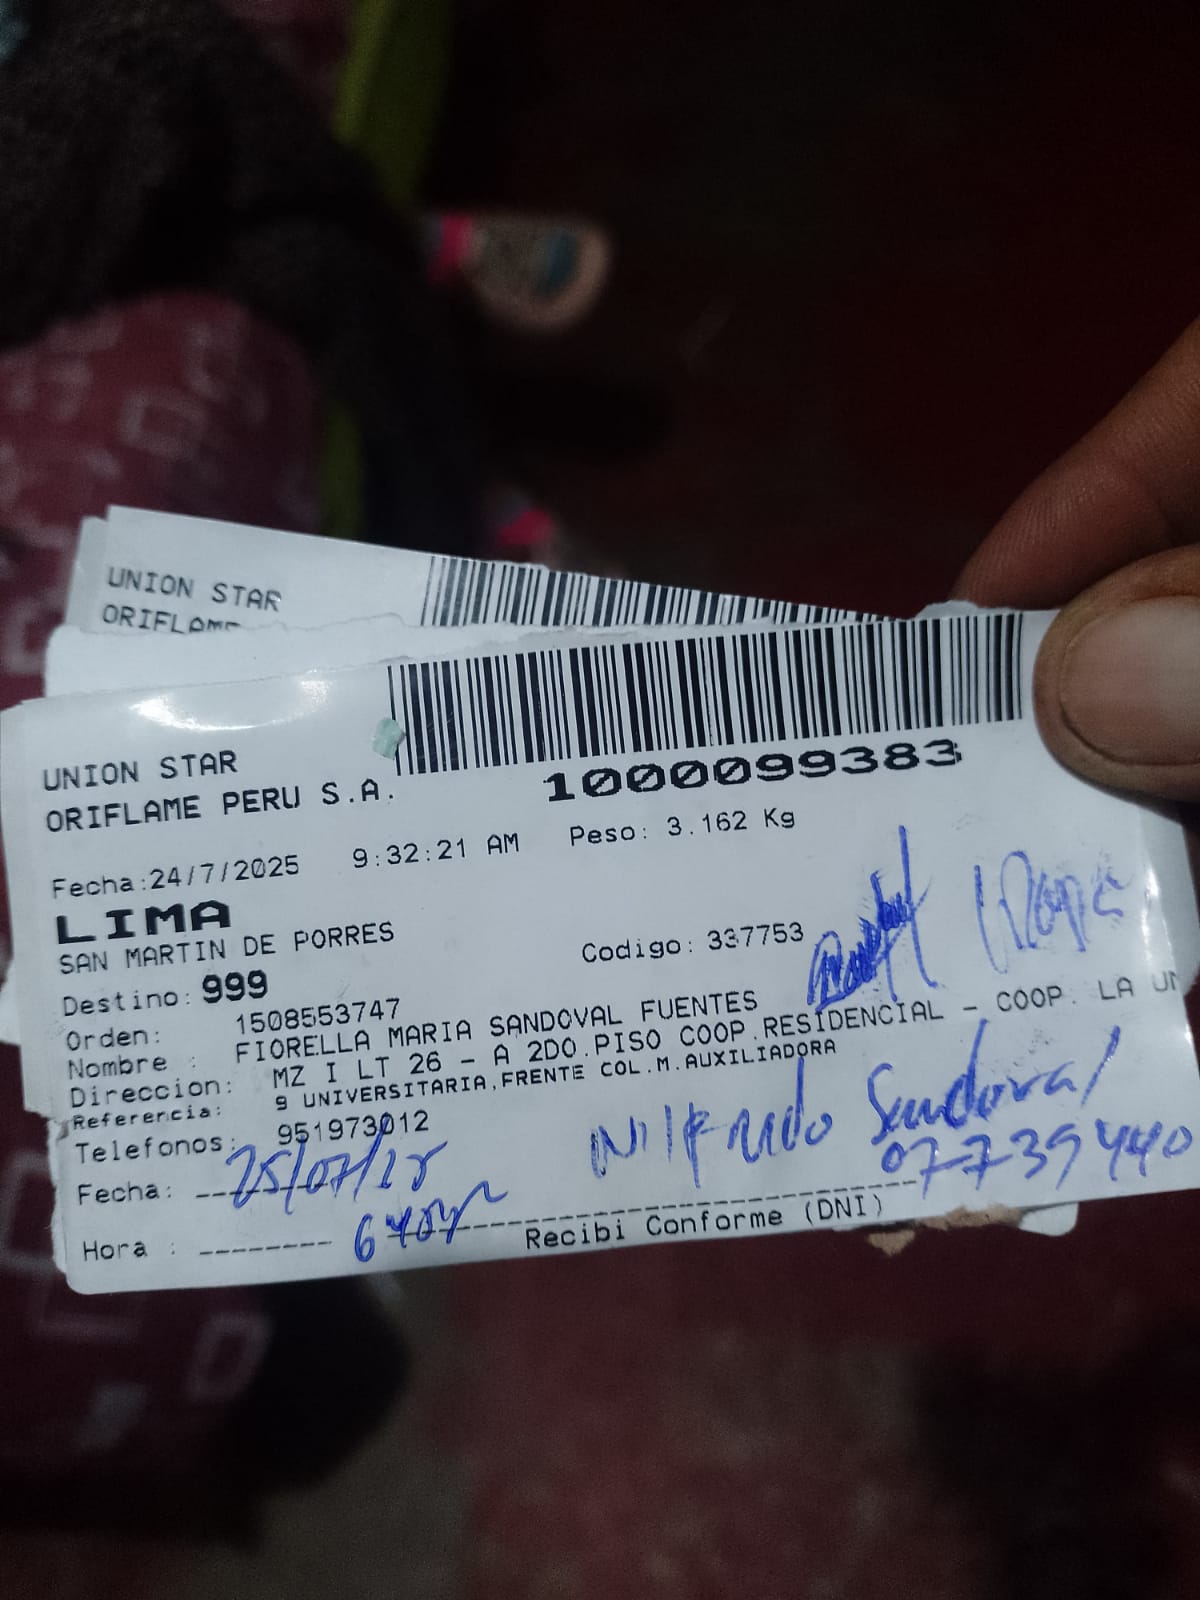 UNION STAR
ORIFLAME
UNION STAR
ORIFLAME PERU S.A.
1000099383
Fecha:24/7/2025 9:32:21 AM Peso: 3.162 Kg
LIMA
SAN MARTIN DE PORRES
Codigo: 337753
Destino: 999
Orden: 1508553747
Nombre : FIORELLA MARIA SANDOVAL FUENTES
Direccion: MZ I LT 26 - A 2DO.PISO COOP.RESIDENCIAL - COOP. LA UN
Referencia: 9 UNIVERSITARIA,FRENTE COL.M.AUXILIADORA
Telefonos: 951973012
Wilfredo Sandoval
Fecha: 25/07/25
07739440
Hora : 640
Recibi Conforme (DNI)